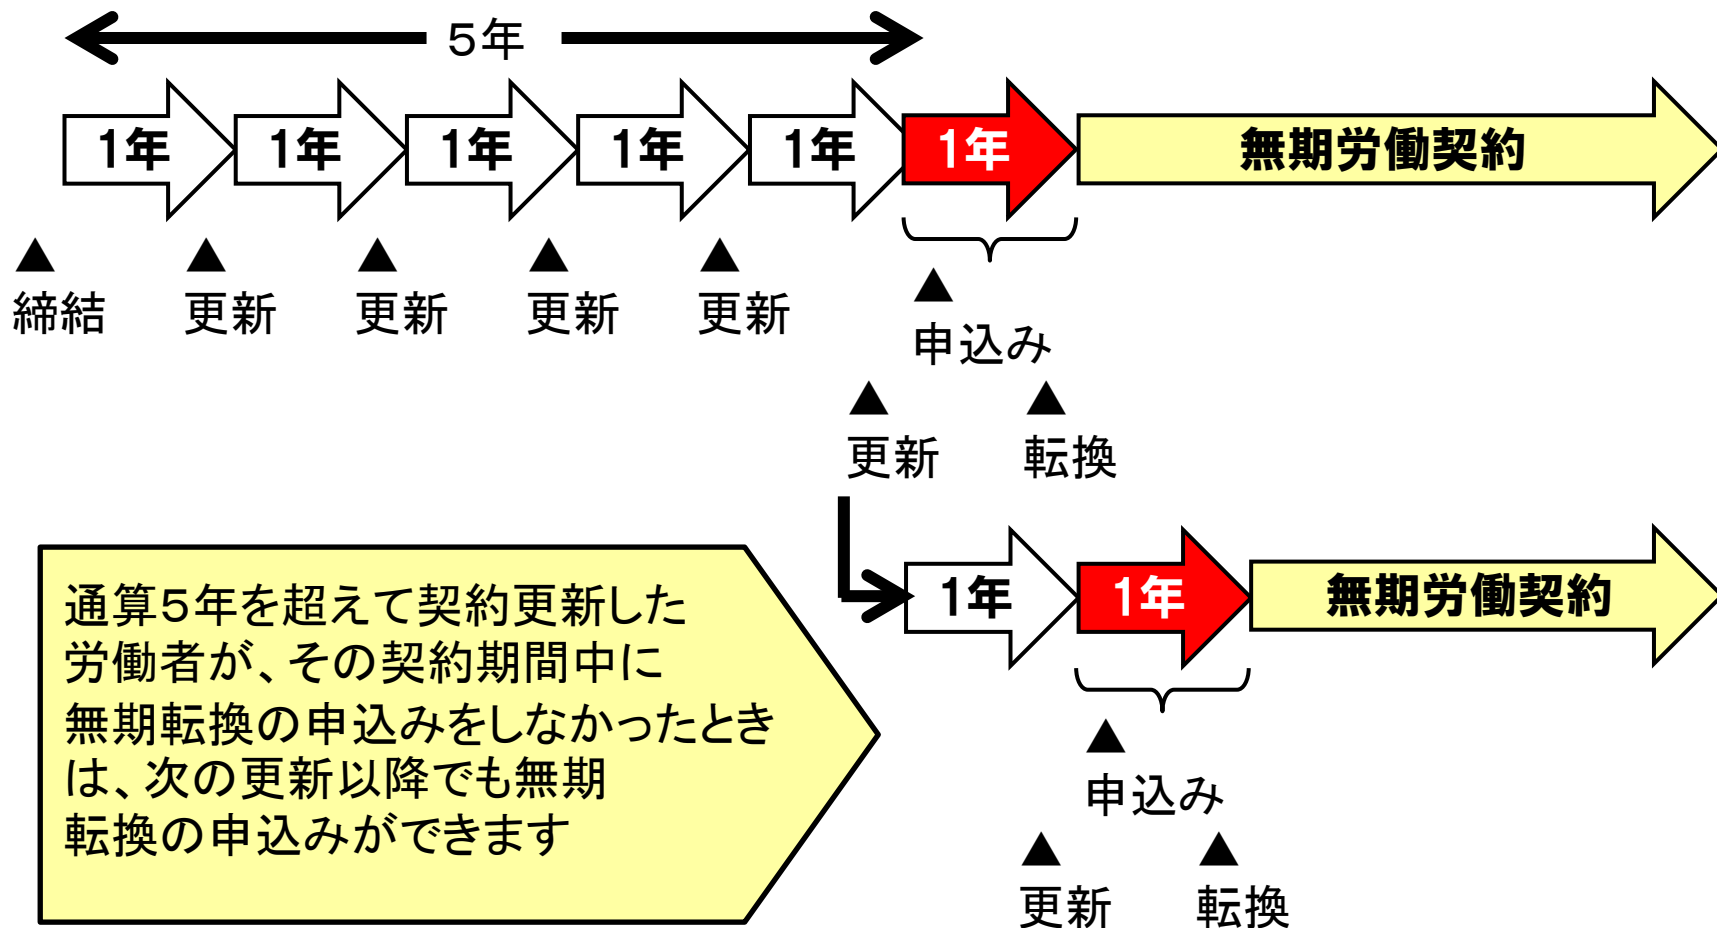 ５年
1年 1年 1年 1年 1年 1年 無期労働契約
締結 更新 更新 更新 更新
申込み
更新 転換
1年 1年 無期労働契約
通算５年を超えて契約更新した
労働者が、その契約期間中に
無期転換の申込みをしなかったとき
は、次の更新以降でも無期
転換の申込みができます
申込み
更新 転換